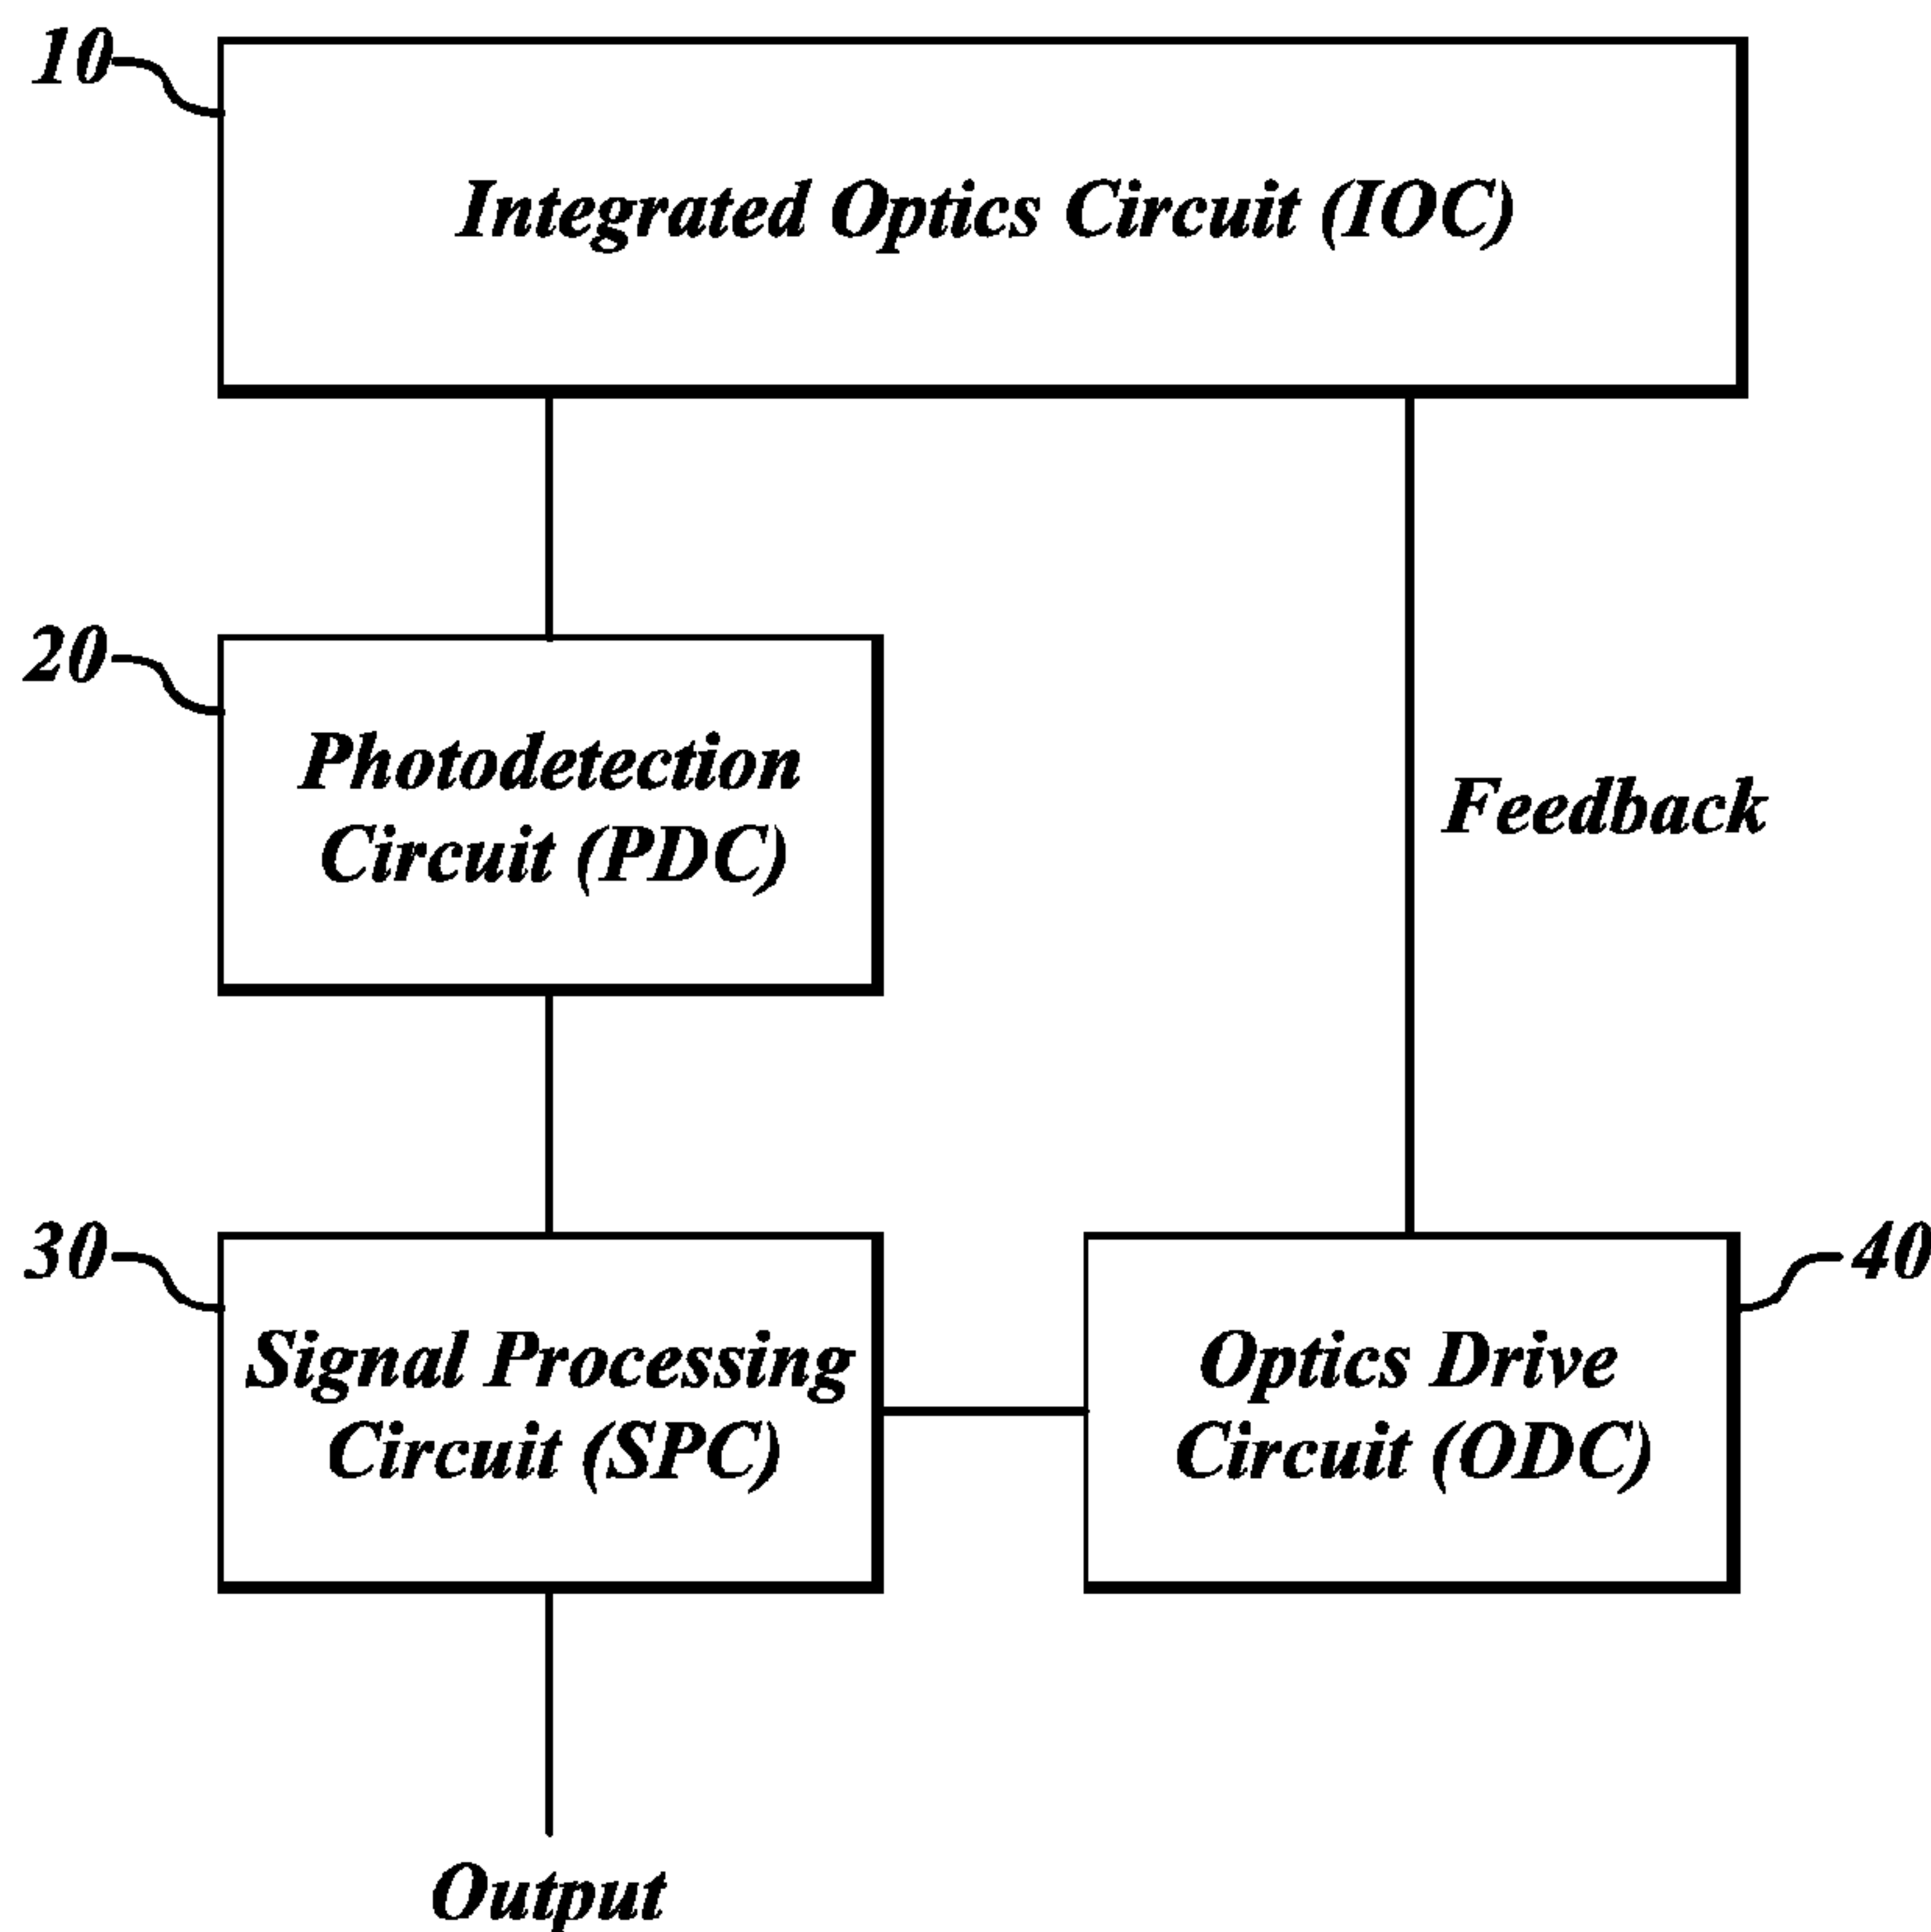 10
Integrated Optics Circuit (IOC)
20
Photodetection
Circuit (PDC)
Feedback
30
40
Signal Processing
Circuit (SPC)
Optics Drive
Circuit (ODC)
Output